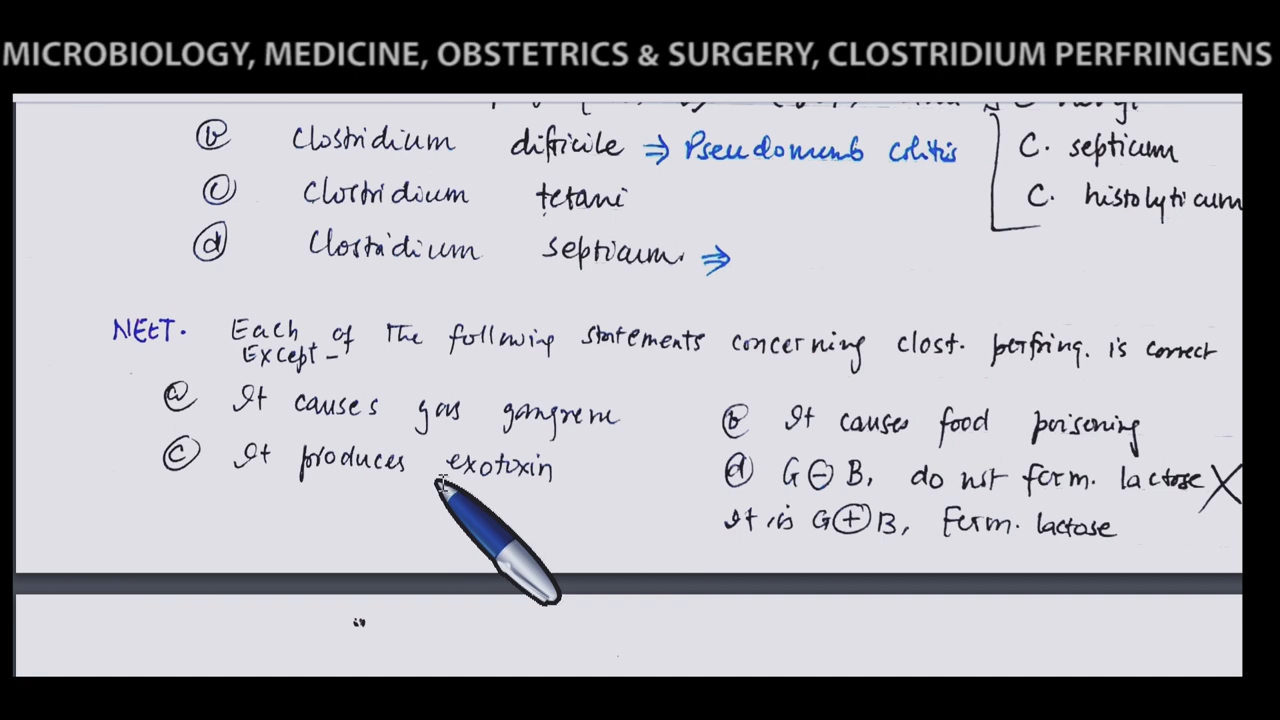 MICROBIOLOGY, MEDICINE, OBSTETRICS & SURGERY, CLOSTRIDIUM PERFRINGENS
b Clostridium difficile ⇒ Pseudomemb colitis
C. septicum
c Clostridium tetani
C. histolyticum
d Clostridium septicum. ⇒
NEET. Each of the following statements concerning clost. perfring. is correct
Except -
a It causes gas gangrene
b It causes food poisoning
c It produces exotoxin
d G⊖B, do not ferm. lactose X
It is G⊕B, Ferm. lactose